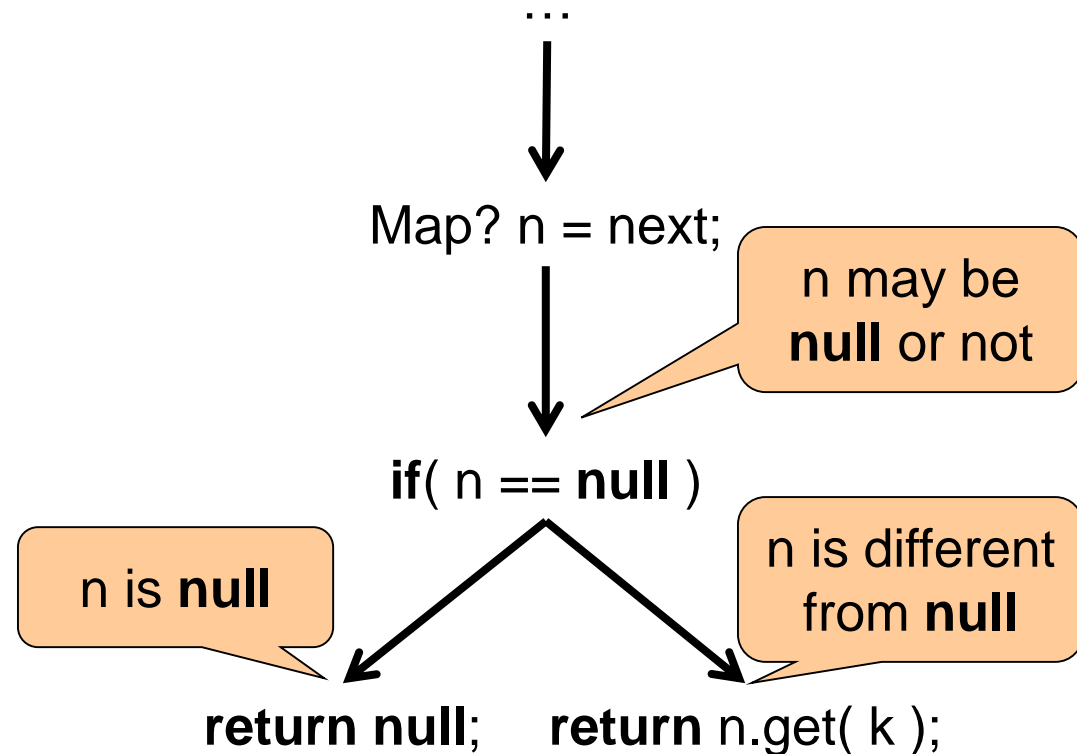 …
Map? n = next;
n may be
null or not
if( n == null )
n is null
n is different
from null
return null;
return n.get( k );